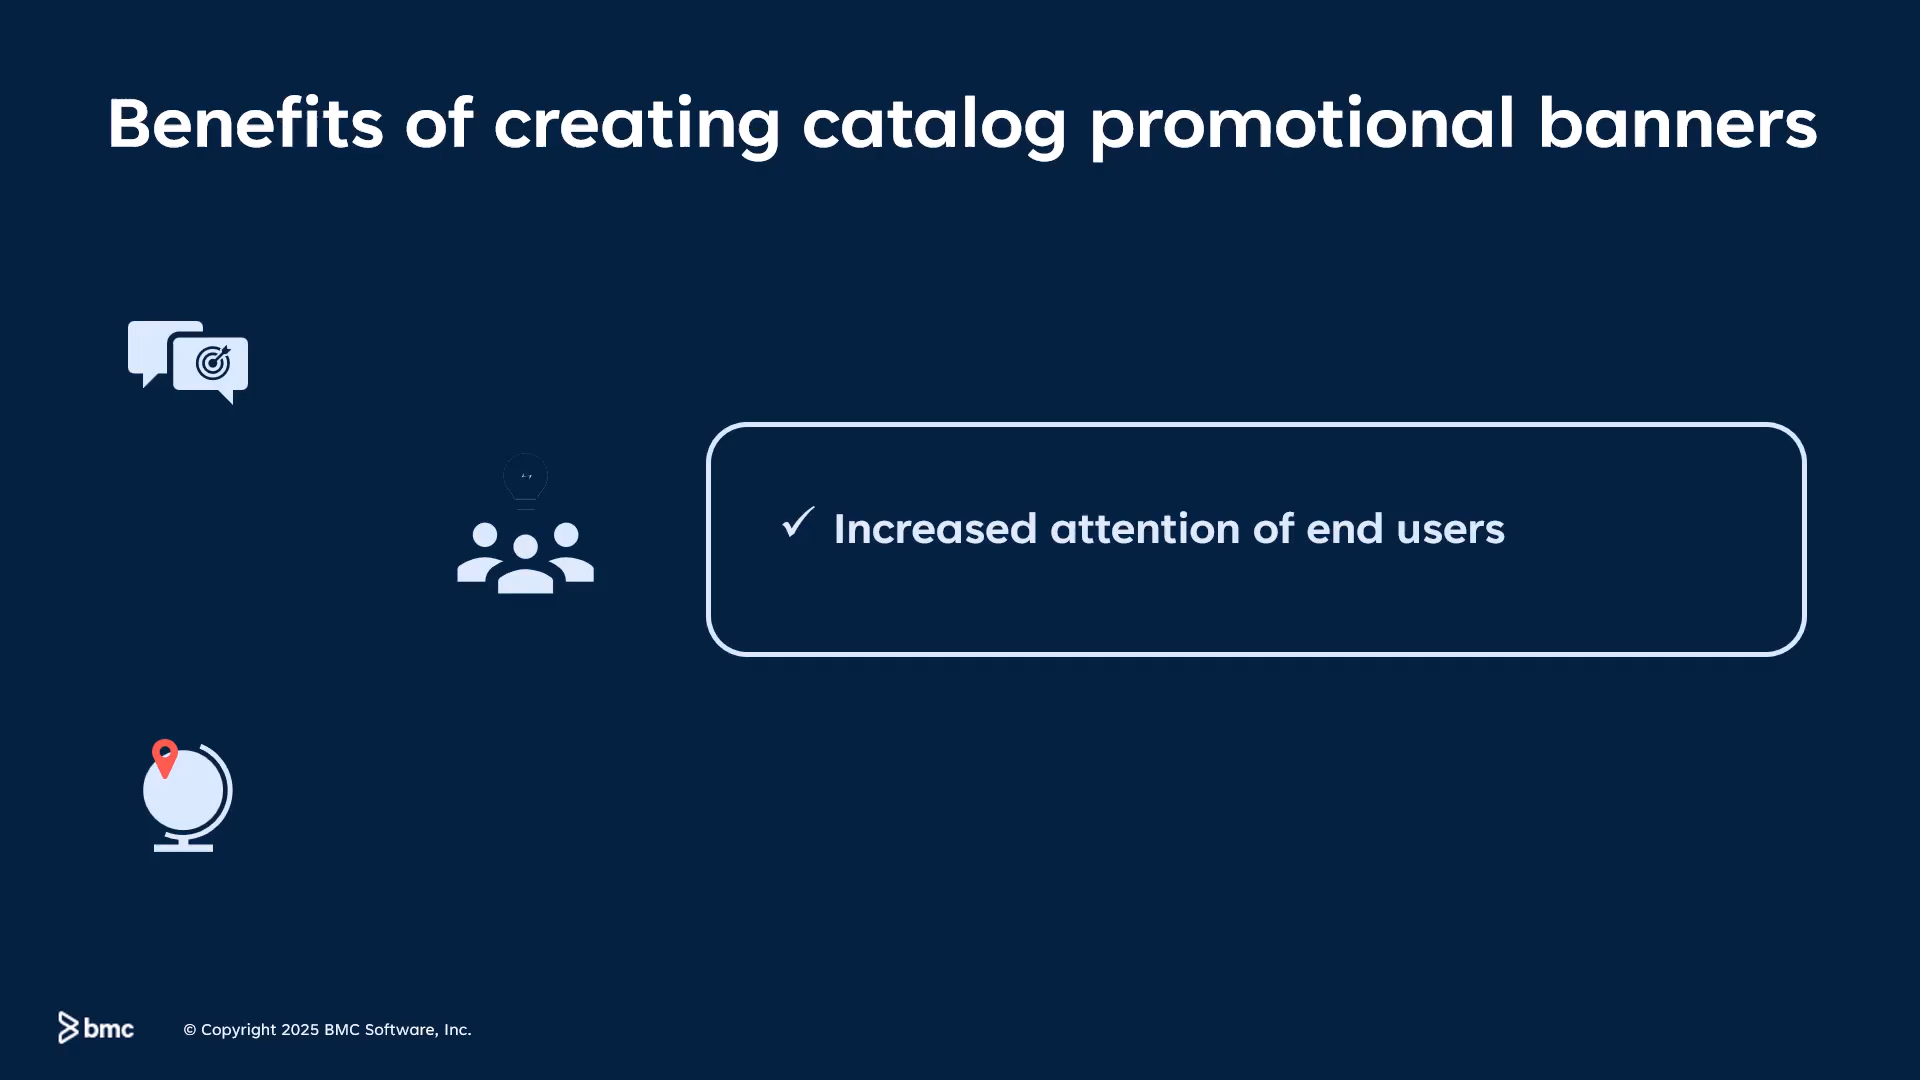 Benefits of creating catalog promotional banners
✓ Increased attention of end users
bmc
© Copyright 2025 BMC Software, Inc.